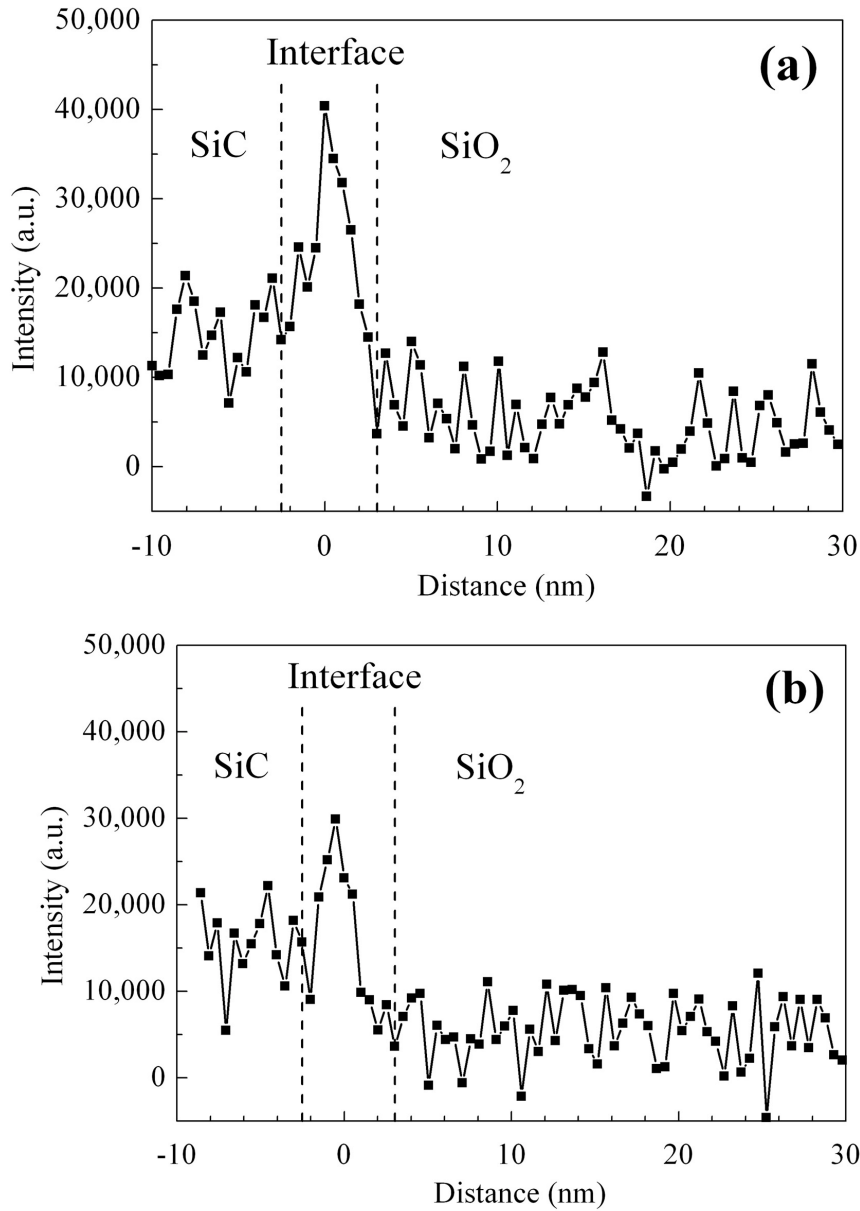 50,000
Interface
(a)
40,000
SiC
SiO2
30,000
20,000
10,000
0
Intensity (a.u.)
-10
0
10
20
30
Distance (nm)
50,000
Interface
(b)
40,000
SiC
SiO2
30,000
20,000
10,000
0
Intensity (a.u.)
-10
0
10
20
30
Distance (nm)